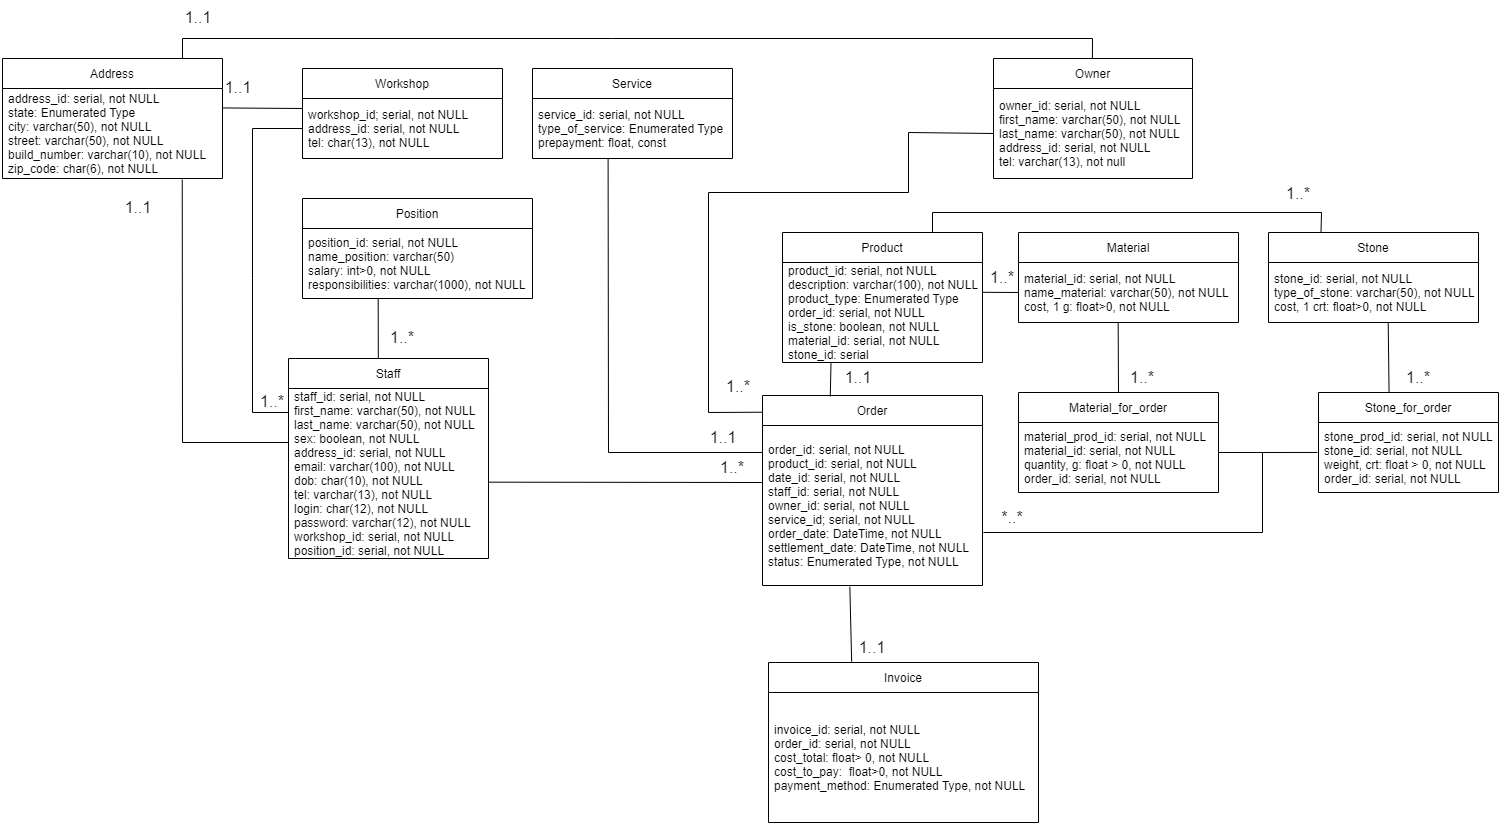 1..1
Address
address_id: serial, not NULL
state: Enumerated Type
city: varchar(50), not NULL
street: varchar(50), not NULL
build_number: varchar(10), not NULL
zip_code: char(6), not NULL
1..1
Workshop
workshop_id; serial, not NULL
address_id: serial, not NULL
tel: char(13), not NULL
Service
service_id: serial, not NULL
type_of_service: Enumerated Type
prepayment: float, const
Owner
owner_id: serial, not NULL
first_name: varchar(50), not NULL
last_name: varchar(50), not NULL
address_id: serial, not NULL
tel: varchar(13), not null
1..1
Position
position_id: serial, not NULL
name_position: varchar(50)
salary: int>0, not NULL
responsibilities: varchar(1000), not NULL
1..*
Product
product_id: serial, not NULL
description: varchar(100), not NULL
product_type: Enumerated Type
order_id: serial, not NULL
is_stone: boolean, not NULL
material_id: serial, not NULL
stone_id: serial
1..*
Material
material_id: serial, not NULL
name_material: varchar(50), not NULL
cost, 1 g: float>0, not NULL
Stone
stone_id: serial, not NULL
type_of_stone: varchar(50), not NULL
cost, 1 crt: float>0, not NULL
1..*
1..*
Staff
staff_id: serial, not NULL
first_name: varchar(50), not NULL
last_name: varchar(50), not NULL
sex: boolean, not NULL
address_id: serial, not NULL
email: varchar(100), not NULL
dob: char(10), not NULL
tel: varchar(13), not NULL
login: char(12), not NULL
password: varchar(12), not NULL
workshop_id: serial, not NULL
position_id: serial, not NULL
1..*
1..1
1..1
1..*
Order
order_id: serial, not NULL
product_id: serial, not NULL
date_id: serial, not NULL
staff_id: serial, not NULL
owner_id: serial, not NULL
service_id; serial, not NULL
order_date: DateTime, not NULL
settlement_date: DateTime, not NULL
status: Enumerated Type, not NULL
1..*
Material_for_order
material_prod_id: serial, not NULL
material_id: serial, not NULL
quantity, g: float > 0, not NULL
order_id: serial, not NULL
1..*
Stone_for_order
stone_prod_id: serial, not NULL
stone_id: serial, not NULL
weight, crt: float > 0, not NULL
order_id: serial, not NULL
*..*
1..1
Invoice
invoice_id: serial, not NULL
order_id: serial, not NULL
cost_total: float> 0, not NULL
cost_to_pay:  float>0, not NULL
payment_method: Enumerated Type, not NULL